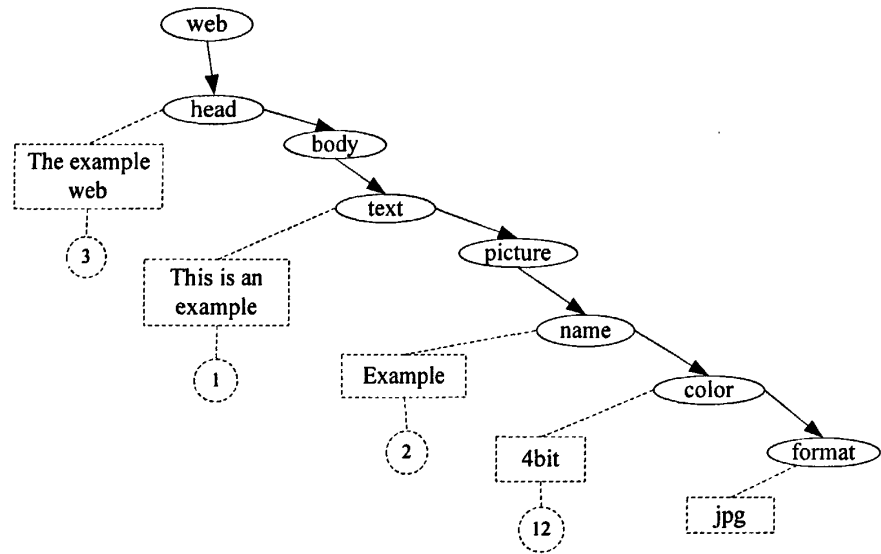 web
head
body
The example
web
text
3
picture
This is an
example
name
1
Example
color
2
4bit
format
jpg
12